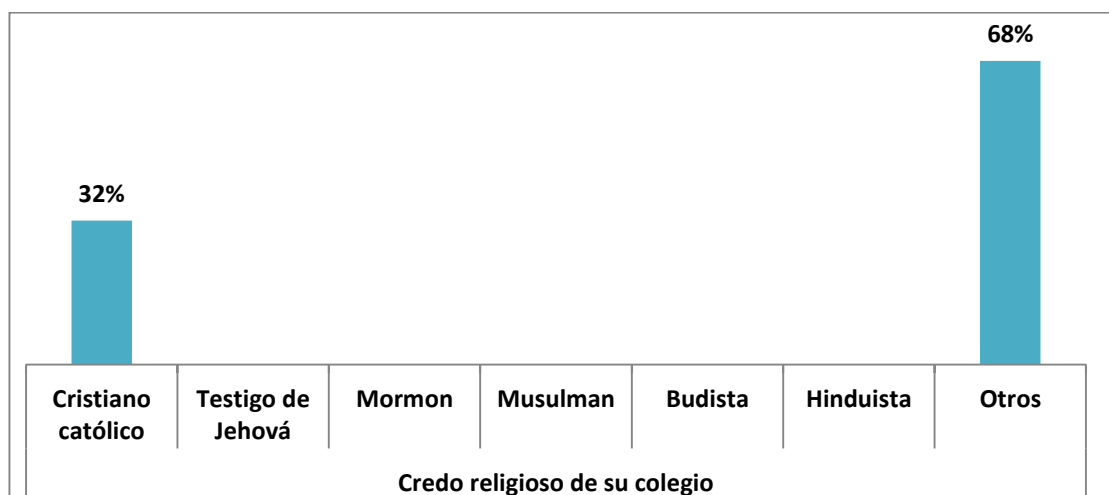 68%
32%
Cristiano católico
Testigo de Jehová
Mormon
Musulman
Budista
Hinduista
Otros
Credo religioso de su colegio